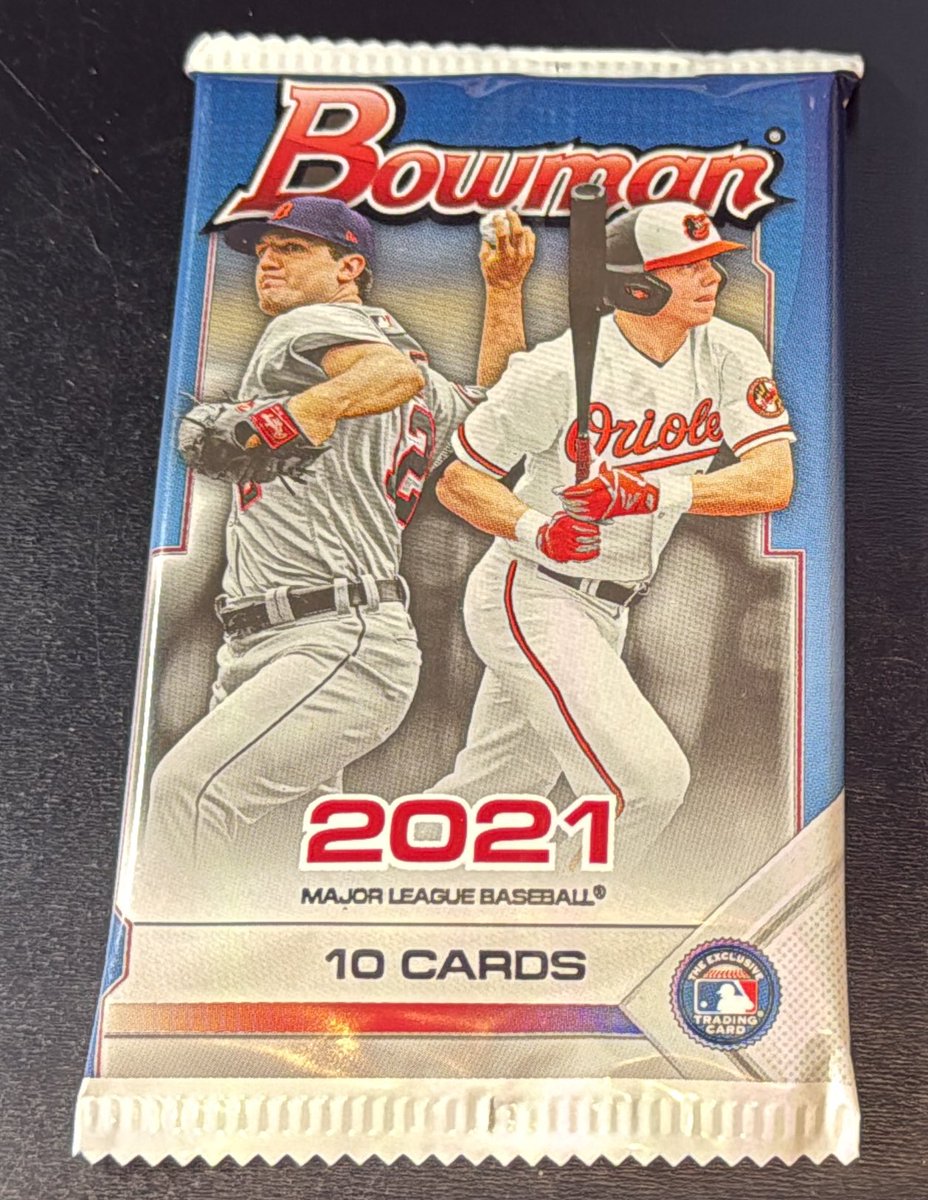 Bowman®
Oriole
2021
MAJOR LEAGUE BASEBALL®
10 CARDS
THE EXCLUSIVE
TRADING
CARD